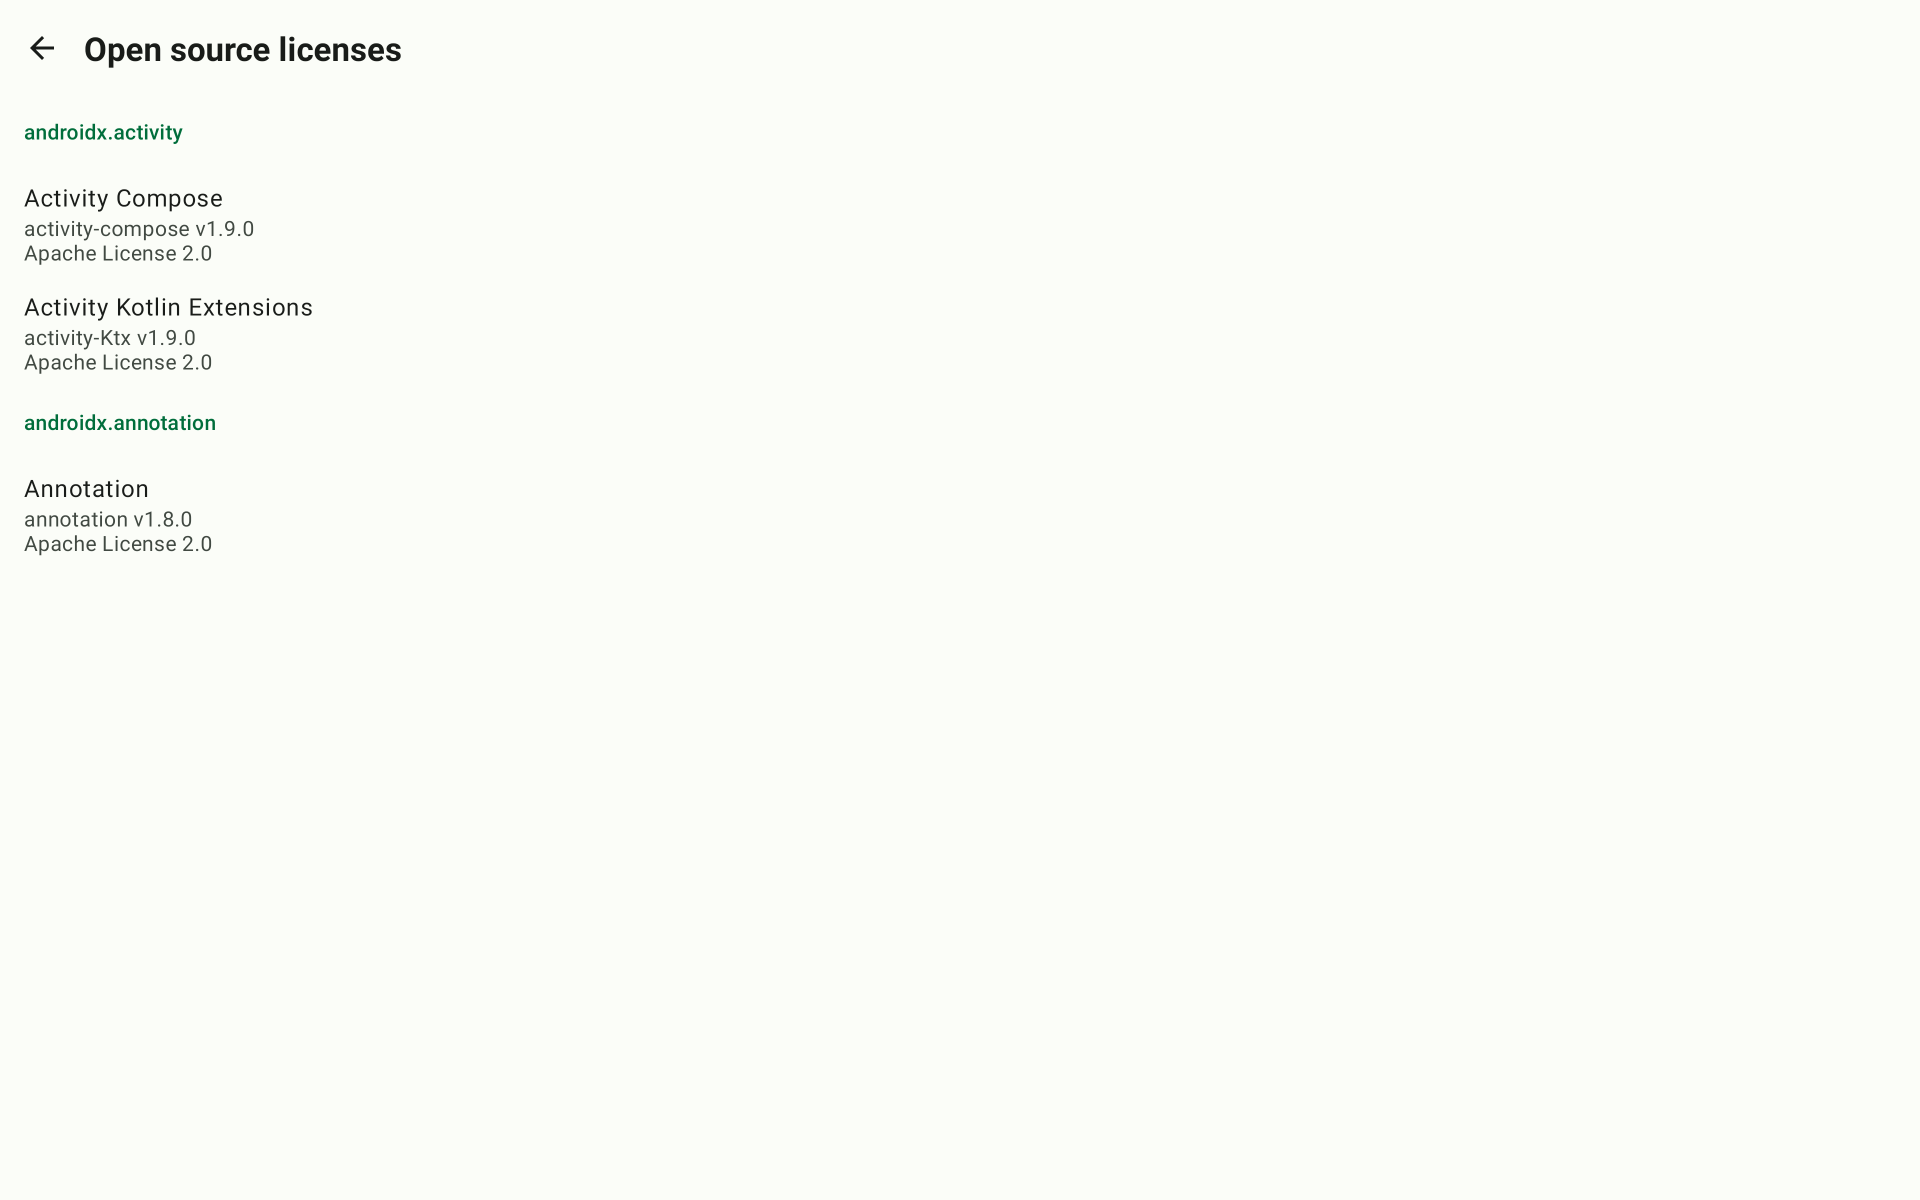 Open source licenses
androidx.activity
Activity Compose
activity-compose v1.9.0
Apache License 2.0
Activity Kotlin Extensions
activity-Ktx v1.9.0
Apache License 2.0
androidx.annotation
Annotation
annotation v1.8.0
Apache License 2.0